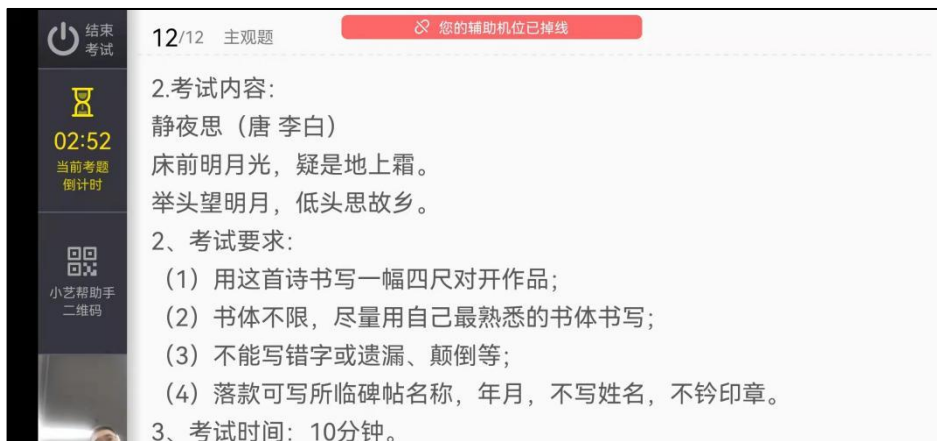 结束
考试
12/12 主观题
您的辅助机位已掉线
02:52
当前考题
倒计时
小艺帮助手
二维码
2.考试内容:
静夜思（唐 李白）
床前明月光，疑是地上霜。
举头望明月，低头思故乡。
2、考试要求:
（1）用这首诗书写一幅四尺对开作品;
（2）书体不限，尽量用自己最熟悉的书体书写;
（3）不能写错字或遗漏、颠倒等;
（4）落款可写所临碑帖名称，年月，不写姓名，不钤印章。
3、考试时间: 10分钟。